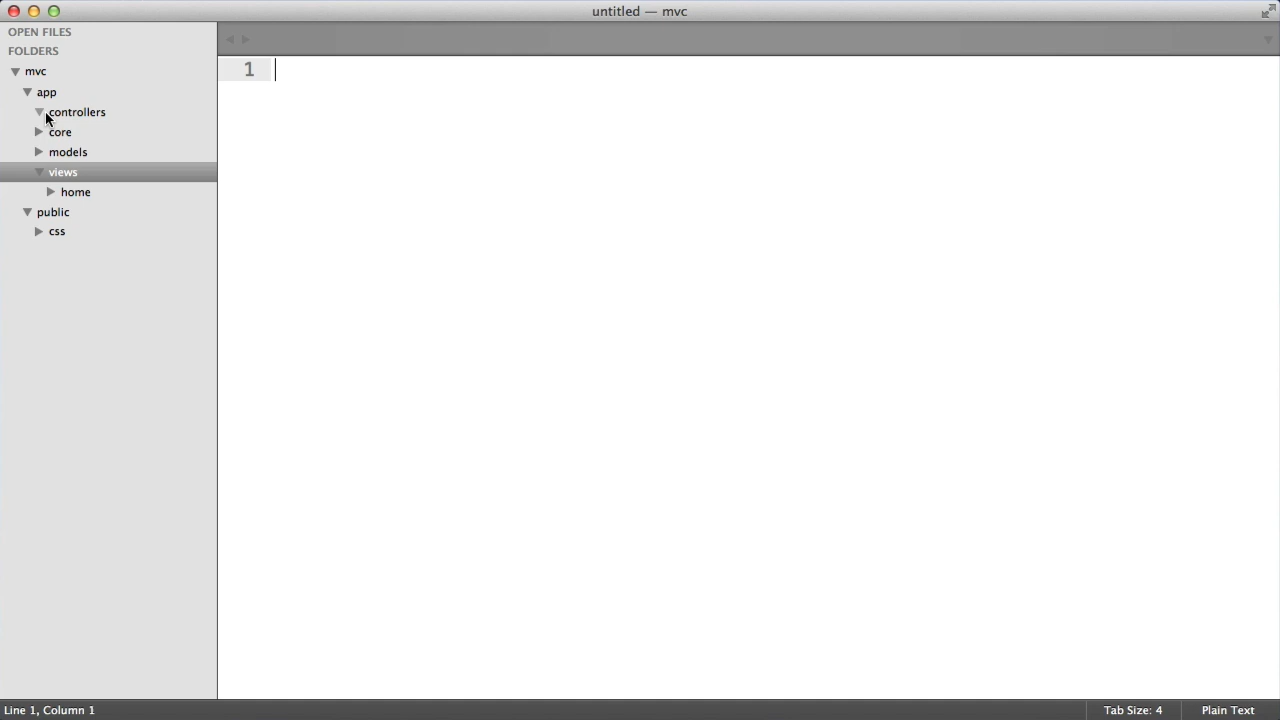 untitled — mvc
OPEN FILES
FOLDERS
mvc
app
controllers
core
models
views
home
public
css
1
Line 1, Column 1
Tab Size: 4
Plain Text